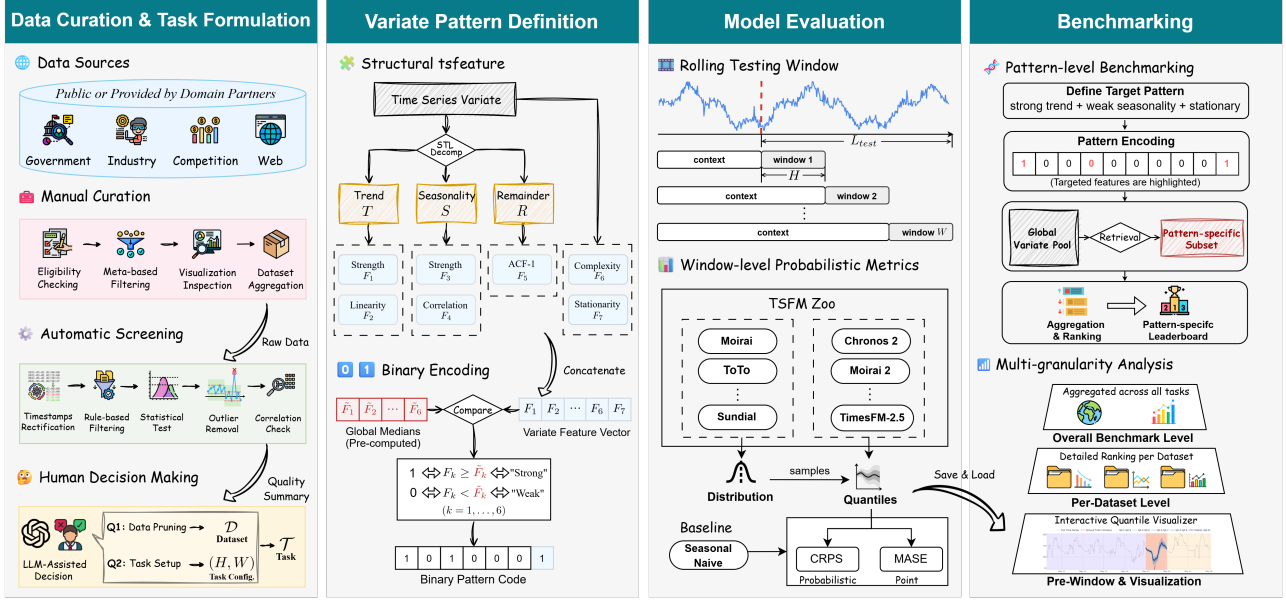 Data Curation & Task Formulation
Data Sources
Public or Provided by Domain Partners
Government
Industry
Competition
Web
Manual Curation
Eligibility
Checking
Meta-based
Filtering
Visualization
Inspection
Dataset
Aggregation
Automatic Screening
Raw Data
Timestamps
Rectification
Rule-based
Filtering
Statistical
Test
Outlier
Removal
Correlation
Check
Human Decision Making
Quality
Summary
LLM-Assisted
Decision
Q1: Data Pruning
D
Dataset
Q2: Task Setup
(H, W)
Task Config.
T
Task
Variate Pattern Definition
Structural tsfeature
Time Series Variate
STL
Decomp
Trend
T
Seasonality
S
Remainder
R
Strength
F₁
Linearity
F₂
Strength
F₃
Correlation
F₄
ACF-1
F₅
Complexity
F₆
Stationarity
F₇
0 1 Binary Encoding
Concatenate
F̃₁ F̃₂ ⋯ F̃₆
Compare
F₁ F₂ ⋯ F₆ F₇
Global Medians
(Pre-computed)
Variate Feature Vector
1 ⟺ Fₖ ≥ F̃ₖ ⟺ "Strong"
0 ⟺ Fₖ < F̃ₖ ⟺ "Weak"
(k = 1, . . . , 6)
1 0 1 0 0 0 1
Binary Pattern Code
Model Evaluation
Rolling Testing Window
L_test
context
window 1
H
context
window 2
⋮
context
window W
Window-level Probabilistic Metrics
TSFM Zoo
Moirai
ToTo
⋮
Sundial
Chronos 2
Moirai 2
⋮
TimesFM-2.5
Distribution
samples
Quantiles
Save & Load
Baseline
Seasonal
Naive
CRPS
Probabilistic
MASE
Point
Benchmarking
Pattern-level Benchmarking
Define Target Pattern
strong trend + weak seasonality + stationary
Pattern Encoding
1 0 0 0 0 0 0 0 0 1
(Targeted features are highlighted)
Global
Variate Pool
Retrieval
Pattern-specific
Subset
Aggregation
& Ranking
1 2 3
Pattern-specifc
Leaderboard
Multi-granularity Analysis
Aggregated across all tasks
Overall Benchmark Level
Detailed Ranking per Dataset
Per-Dataset Level
Interactive Quantile Visualizer
Pre-Window & Visualization